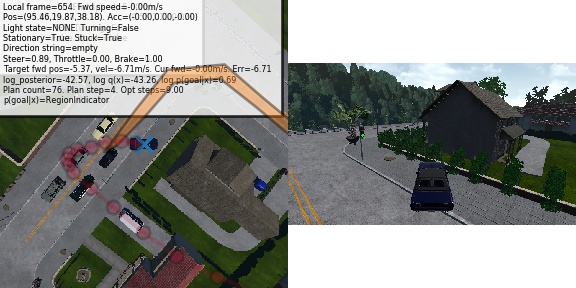 Local frame=654. Fwd speed=-0.00m/s
Pos=(95.46,19.87,38.18). Acc=(-0.00,0.00,-0.00)
Light state=NONE. Turning=False
Stationary=True. Stuck=True
Direction string=empty
Steer=0.89, Throttle=0.00, Brake=1.00
Target fwd pos=-5.37, vel=-6.71m/s. Cur fwd=-0.00m/s. Err=-6.71
log_posterior=-42.57, log q(x)=-43.26, log p(goal|x)=0.69
Plan count=76. Plan step=4. Opt steps=9.00
p(goal|x)=RegionIndicator